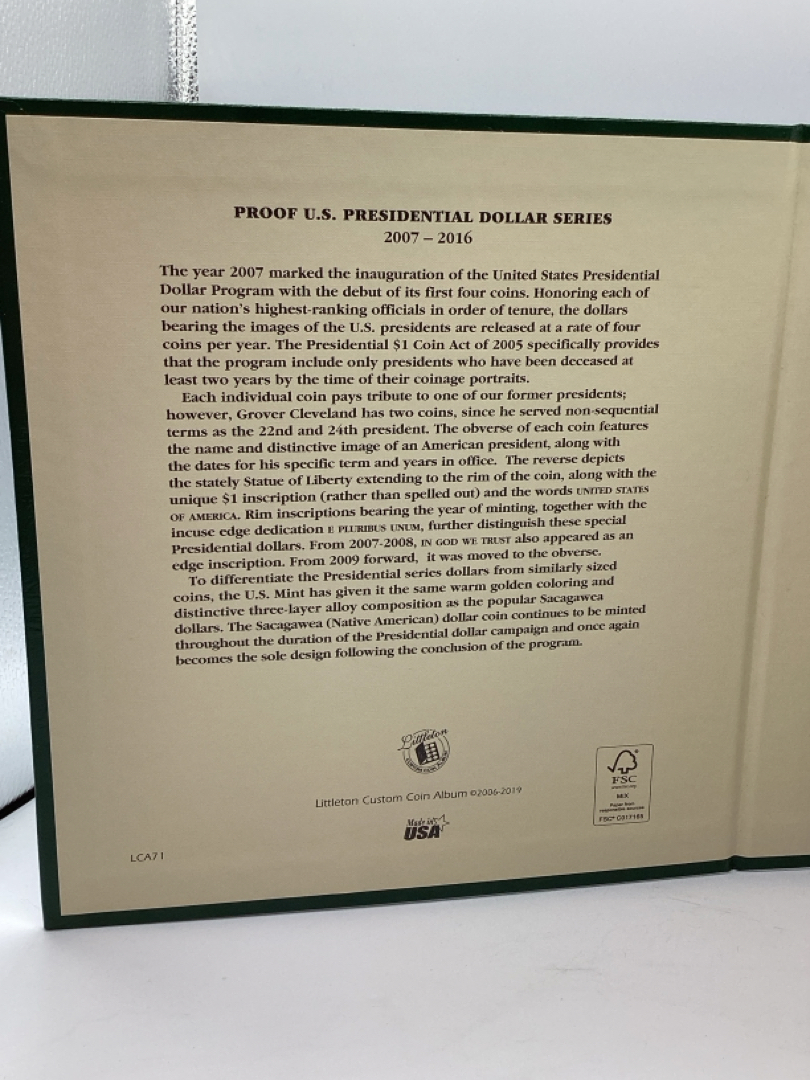 PROOF U.S. PRESIDENTIAL DOLLAR SERIES
2007 – 2016
The year 2007 marked the inauguration of the United States Presidential
Dollar Program with the debut of its first four coins. Honoring each of
our nation's highest-ranking officials in order of tenure, the dollars
bearing the images of the U.S. presidents are released at a rate of four
coins per year. The Presidential $1 Coin Act of 2005 specifically provides
that the program include only presidents who have been deceased at
least two years by the time of their coinage portraits.
Each individual coin pays tribute to one of our former presidents;
however, Grover Cleveland has two coins, since he served non-sequential
terms as the 22nd and 24th president. The obverse of each coin features
the name and distinctive image of an American president, along with
the dates for his specific term and years in office. The reverse depicts
the stately Statue of Liberty extending to the rim of the coin, along with the
unique $1 inscription (rather than spelled out) and the words UNITED STATES
OF AMERICA. Rim inscriptions bearing the year of minting, together with the
incuse edge dedication E PLURIBUS UNUM, further distinguish these special
Presidential dollars. From 2007-2008, IN GOD WE TRUST also appeared as an
edge inscription. From 2009 forward, it was moved to the obverse.
To differentiate the Presidential series dollars from similarly sized
coins, the U.S. Mint has given it the same warm golden coloring and
distinctive three-layer alloy composition as the popular Sacagawea
dollars. The Sacagawea (Native American) dollar coin continues to be minted
throughout the duration of the Presidential dollar campaign and once again
becomes the sole design following the conclusion of the program.
Littleton
Littleton Custom Coin Album ©2006-2019
Made in
USA
FSC
MIX
Paper from
responsible sources
LCA71